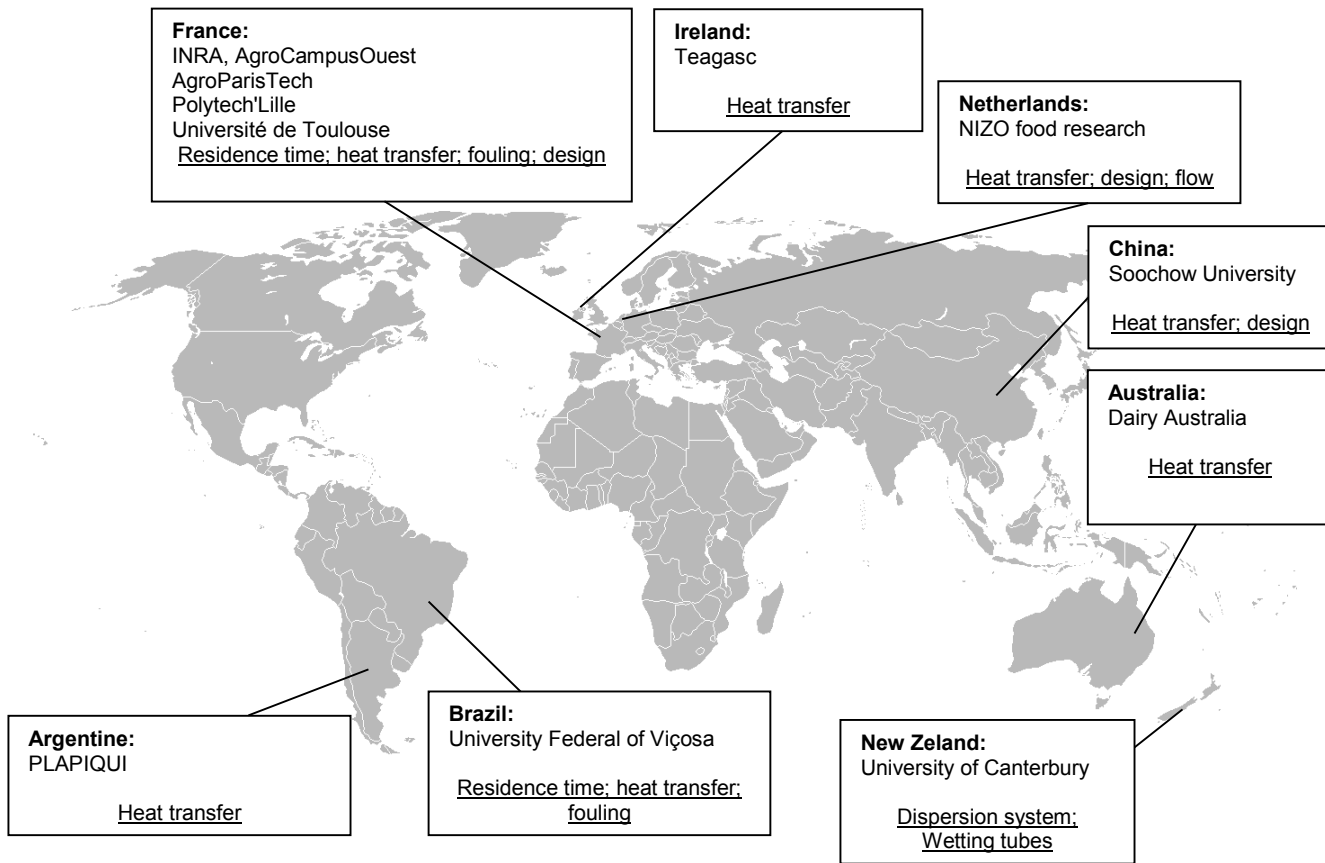 France:
INRA, AgroCampusOuest
AgroParisTech
Polytech'Lille
Université de Toulouse
Residence time; heat transfer; fouling; design
Ireland:
Teagasc
Heat transfer
Netherlands:
NIZO food research
Heat transfer; design; flow
China:
Soochow University
Heat transfer; design
Australia:
Dairy Australia
Heat transfer
Argentine:
PLAPIQUI
Heat transfer
Brazil:
University Federal of Viçosa
Residence time; heat transfer;
fouling
New Zeland:
University of Canterbury
Dispersion system;
Wetting tubes